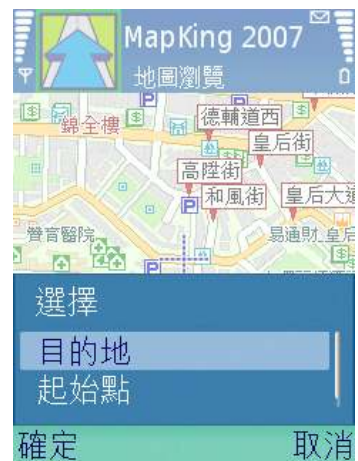 MapKing 2007
地圖瀏覽
德輔道西
錦全樓
皇后街
高陞街
和風街
皇后大道
贊育醫院
易通財
皇后
選擇
目的地
起始點
確定
取消